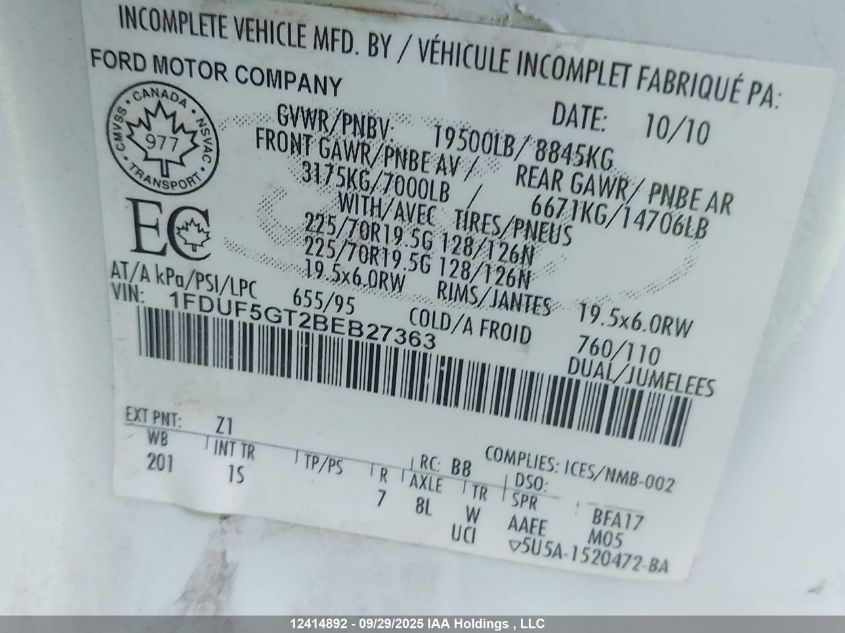 INCOMPLETE VEHICLE MFD. BY / VÉHICULE INCOMPLET FABRIQUÉ PA:
FORD MOTOR COMPANY
CMVSS • CANADA • NSVAC
977
TRANSPORT
EC
DATE: 10/10
GVWR/PNBV: 19500LB/ 8845KG
FRONT GAWR/PNBE AV / REAR GAWR/ PNBE AR
3175KG/7000LB / 6671KG/14706LB
WITH/AVEC TIRES/PNEUS
225/70R19.5G 128/126N
225/70R19.5G 128/126N
19.5x6.0RW RIMS/JANTES 19.5x6.0RW
AT/A kPa/PSI/LPC 655/95 COLD/A FROID 760/110
VIN: 1FDUF5GT2BEB27363 DUAL/JUMELEES
EXT PNT: Z1 RC: B8 COMPLIES: ICES/NMB-002
DSO:
WB INT TR TP/PS R AXLE TR SPR : BFA17
201 1S 7 8L W AAFE M05
UCI ▽5U5A-1520472-BA
12414892 - 09/29/2025 IAA Holdings , LLC